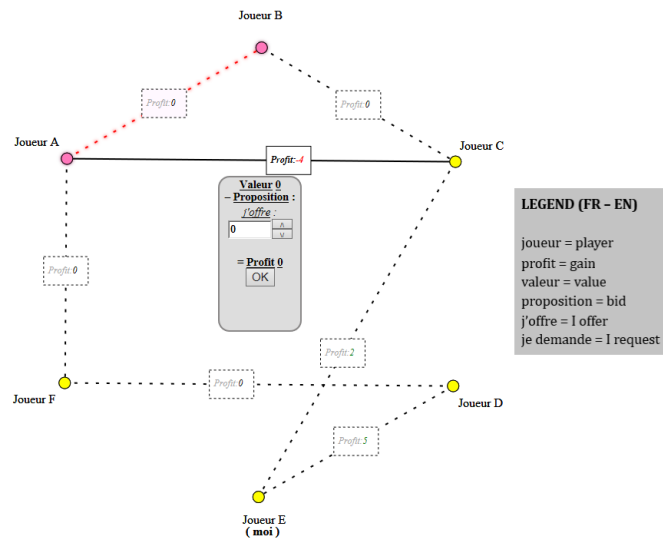 Joueur B
Profit:0
Profit:0
Joueur A
Joueur C
Profit:-4
Valeur 0
– Proposition :
j'offre :
0
= Profit 0
OK
LEGEND (FR – EN)
joueur = player
profit = gain
valeur = value
proposition = bid
j'offre = I offer
je demande = I request
Profit:0
Profit:2
Profit:0
Joueur F
Joueur D
Profit:5
Joueur E
( moi )